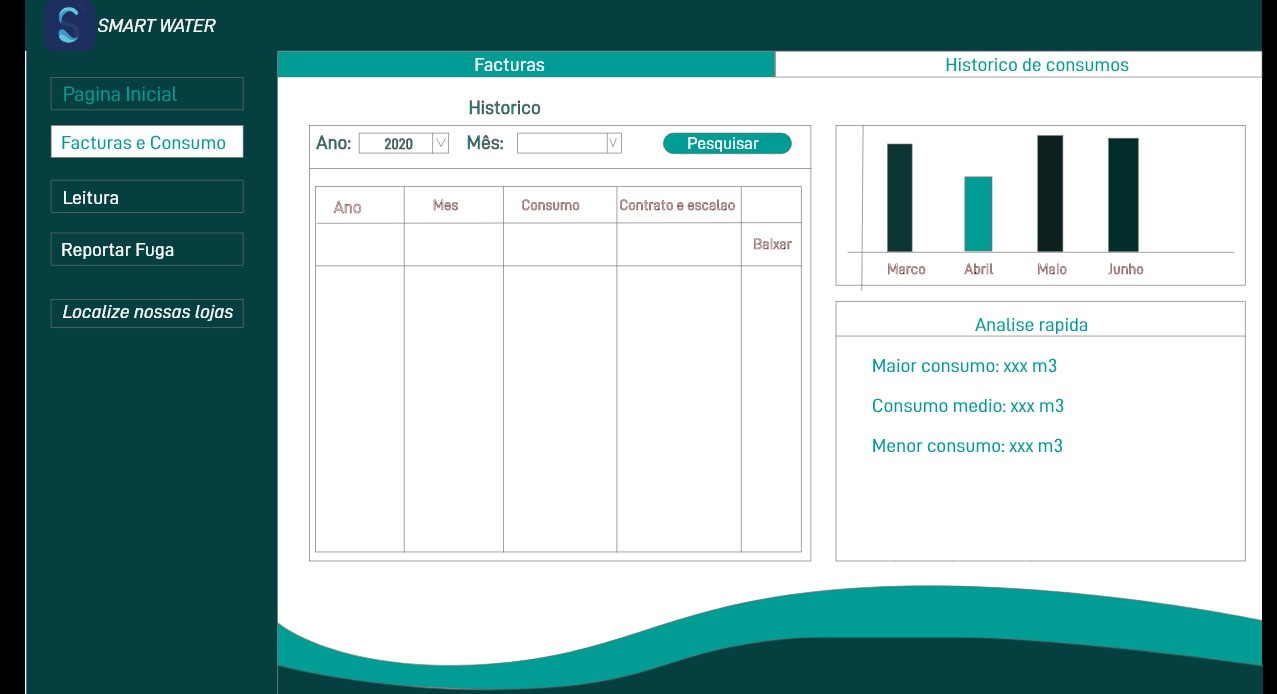 SMART WATER
Pagina Inicial
Facturas e Consumo
Leitura
Reportar Fuga
Localize nossas lojas
Facturas
Historico de consumos
Historico
Ano: 2020 Mês: Pesquisar
Ano Mes Consumo Contrato e escalao
Baixar
Marco Abril Maio Junho
Analise rapida
Maior consumo: xxx m3
Consumo medio: xxx m3
Menor consumo: xxx m3